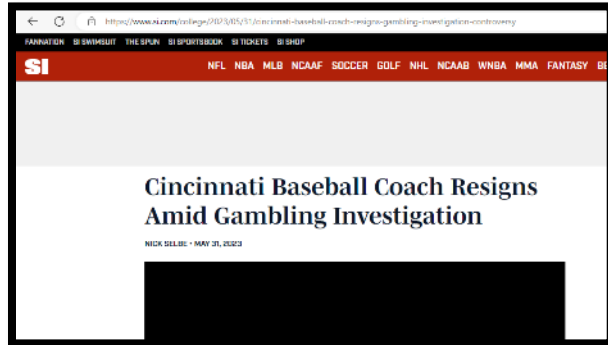 https://www.si.com/college/2023/05/31/cincinnati-baseball-coach-resigns-gambling-investigation-controversy
FANNATION SI SWIMSUIT THE SPUN SI SPORTSBOOK SI TICKETS SI SHOP
SI NFL NBA MLB NCAAF SOCCER GOLF NHL NCAAB WNBA MMA FANTASY BE
Cincinnati Baseball Coach Resigns
Amid Gambling Investigation
NICK SELBE • MAY 31, 2023